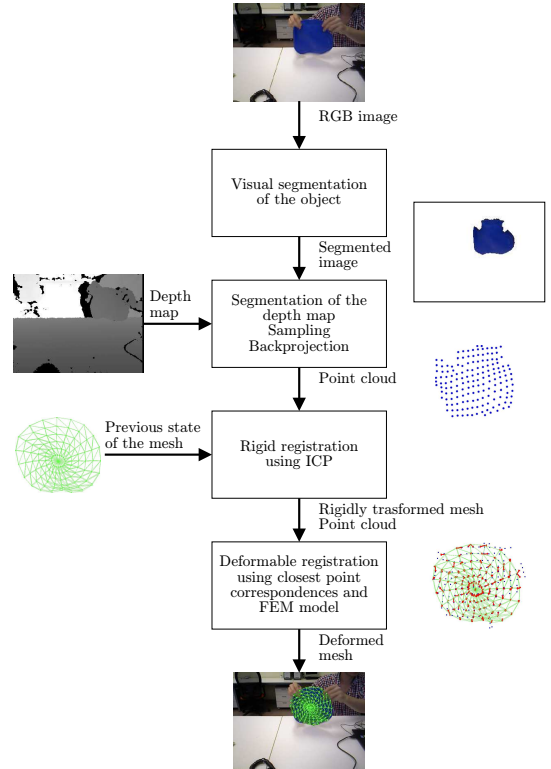 RGB image
Visual segmentation
of the object
Segmented
image
Depth
map
Segmentation of the
depth map
Sampling
Backprojection
Point cloud
Previous state
of the mesh
Rigid registration
using ICP
Rigidly trasformed mesh
Point cloud
Deformable registration
using closest point
correspondences and
FEM model
Deformed
mesh